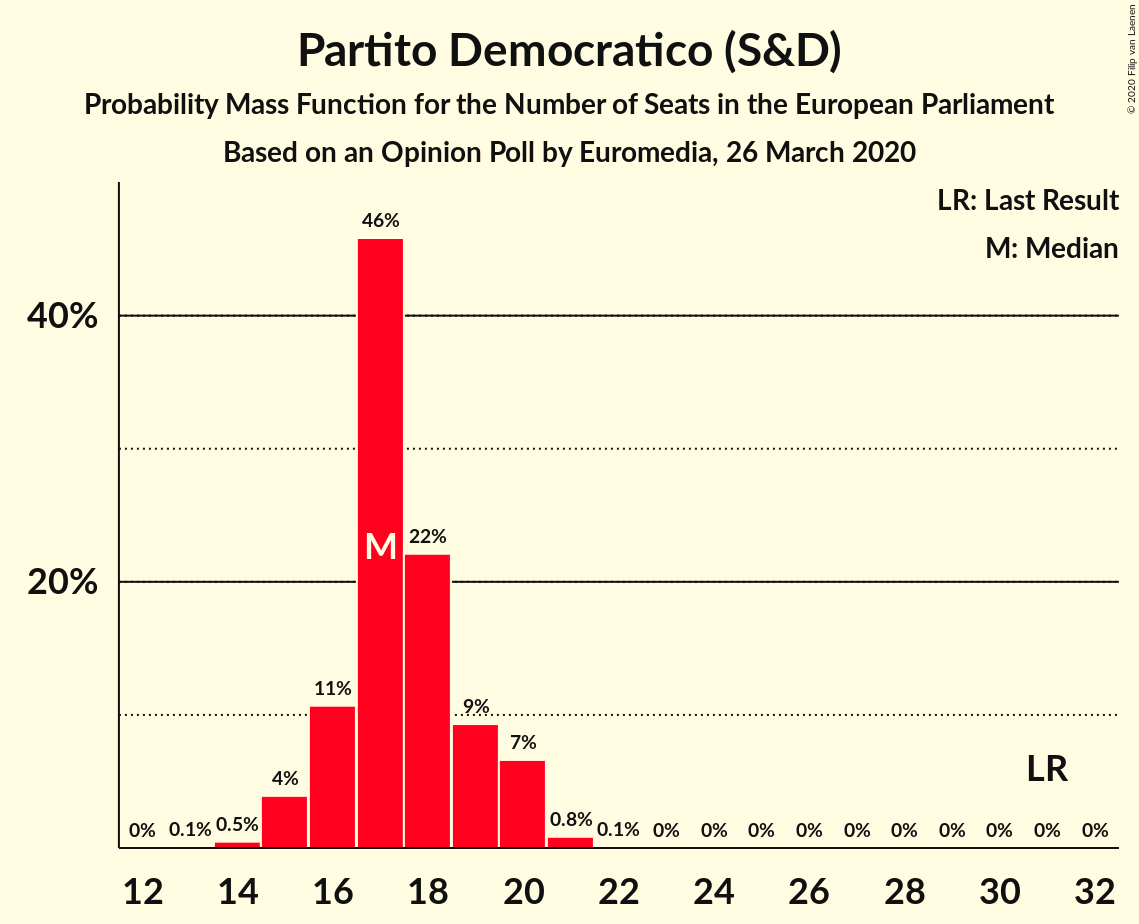 Partito Democratico (S&D)
Probability Mass Function for the Number of Seats in the European Parliament
Based on an Opinion Poll by Euromedia, 26 March 2020
© 2020 Filip van Laenen
LR: Last Result
M: Median
40%
20%
0%
0.1%
0.5%
4%
11%
46%
M
22%
9%
7%
0.8%
0.1%
0%
0%
0%
0%
0%
0%
0%
0%
0%
0%
LR
12 14 16 18 20 22 24 26 28 30 32